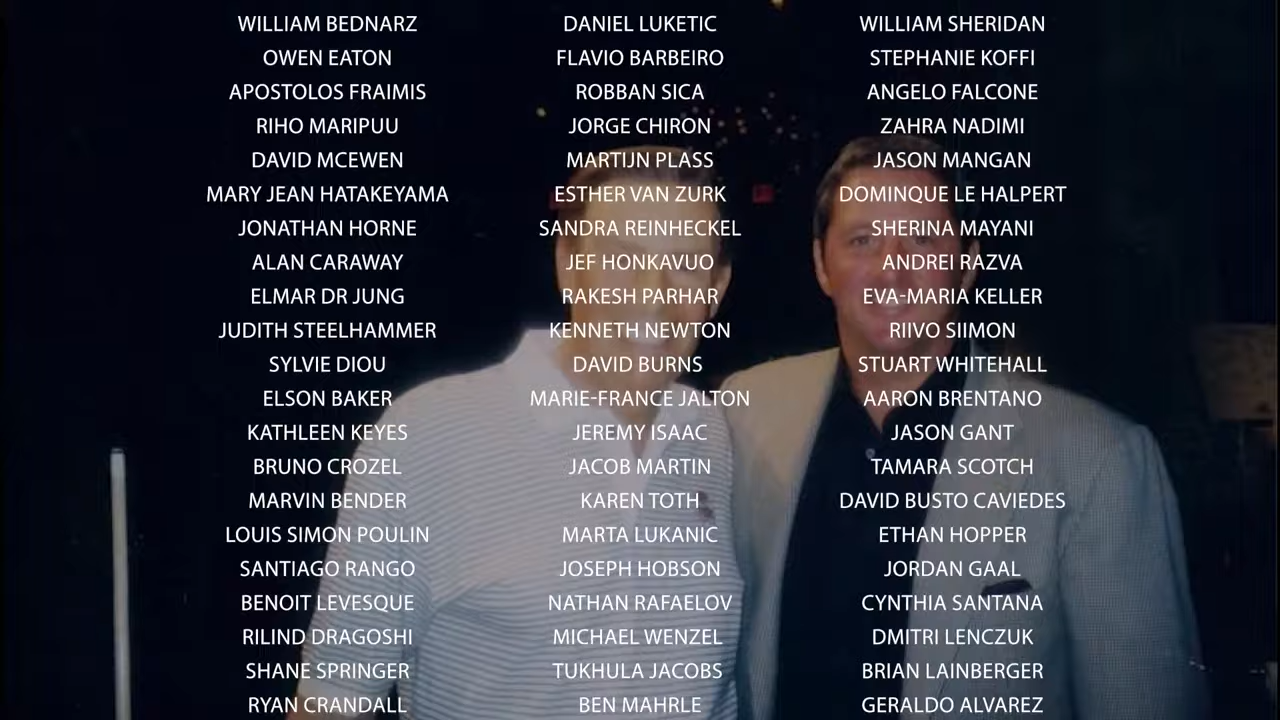 WILLIAM BEDNARZ
OWEN EATON
APOSTOLOS FRAIMIS
RIHO MARIPUU
DAVID MCEWEN
MARY JEAN HATAKEYAMA
JONATHAN HORNE
ALAN CARAWAY
ELMAR DR JUNG
JUDITH STEELHAMMER
SYLVIE DIOU
ELSON BAKER
KATHLEEN KEYES
BRUNO CROZEL
MARVIN BENDER
LOUIS SIMON POULIN
SANTIAGO RANGO
BENOIT LEVESQUE
RILIND DRAGOSHI
SHANE SPRINGER
RYAN CRANDALL
DANIEL LUKETIC
FLAVIO BARBEIRO
ROBBAN SICA
JORGE CHIRON
MARTIJN PLASS
ESTHER VAN ZURK
SANDRA REINHECKEL
JEF HONKAVUO
RAKESH PARHAR
KENNETH NEWTON
DAVID BURNS
MARIE-FRANCE JALTON
JEREMY ISAAC
JACOB MARTIN
KAREN TOTH
MARTA LUKANIC
JOSEPH HOBSON
NATHAN RAFAELOV
MICHAEL WENZEL
TUKHULA JACOBS
BEN MAHRLE
WILLIAM SHERIDAN
STEPHANIE KOFFI
ANGELO FALCONE
ZAHRA NADIMI
JASON MANGAN
DOMINQUE LE HALPERT
SHERINA MAYANI
ANDREI RAZVA
EVA-MARIA KELLER
RIIVO SIIMON
STUART WHITEHALL
AARON BRENTANO
JASON GANT
TAMARA SCOTCH
DAVID BUSTO CAVIEDES
ETHAN HOPPER
JORDAN GAAL
CYNTHIA SANTANA
DMITRI LENCZUK
BRIAN LAINBERGER
GERALDO ALVAREZ